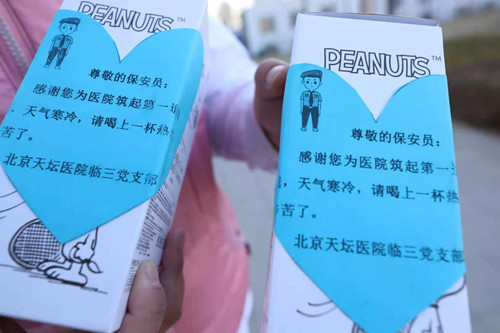 PEANUTS™
尊敬的保安员:
感谢您为医院筑起第一道
天气寒冷,请喝上一杯热
苦了。
北京天坛医院临三党支部
PEANUTS™
尊敬的保安员:
感谢您为医院筑起第一
天气寒冷,请喝上一杯热
辛苦了。
北京天坛医院临三党支部